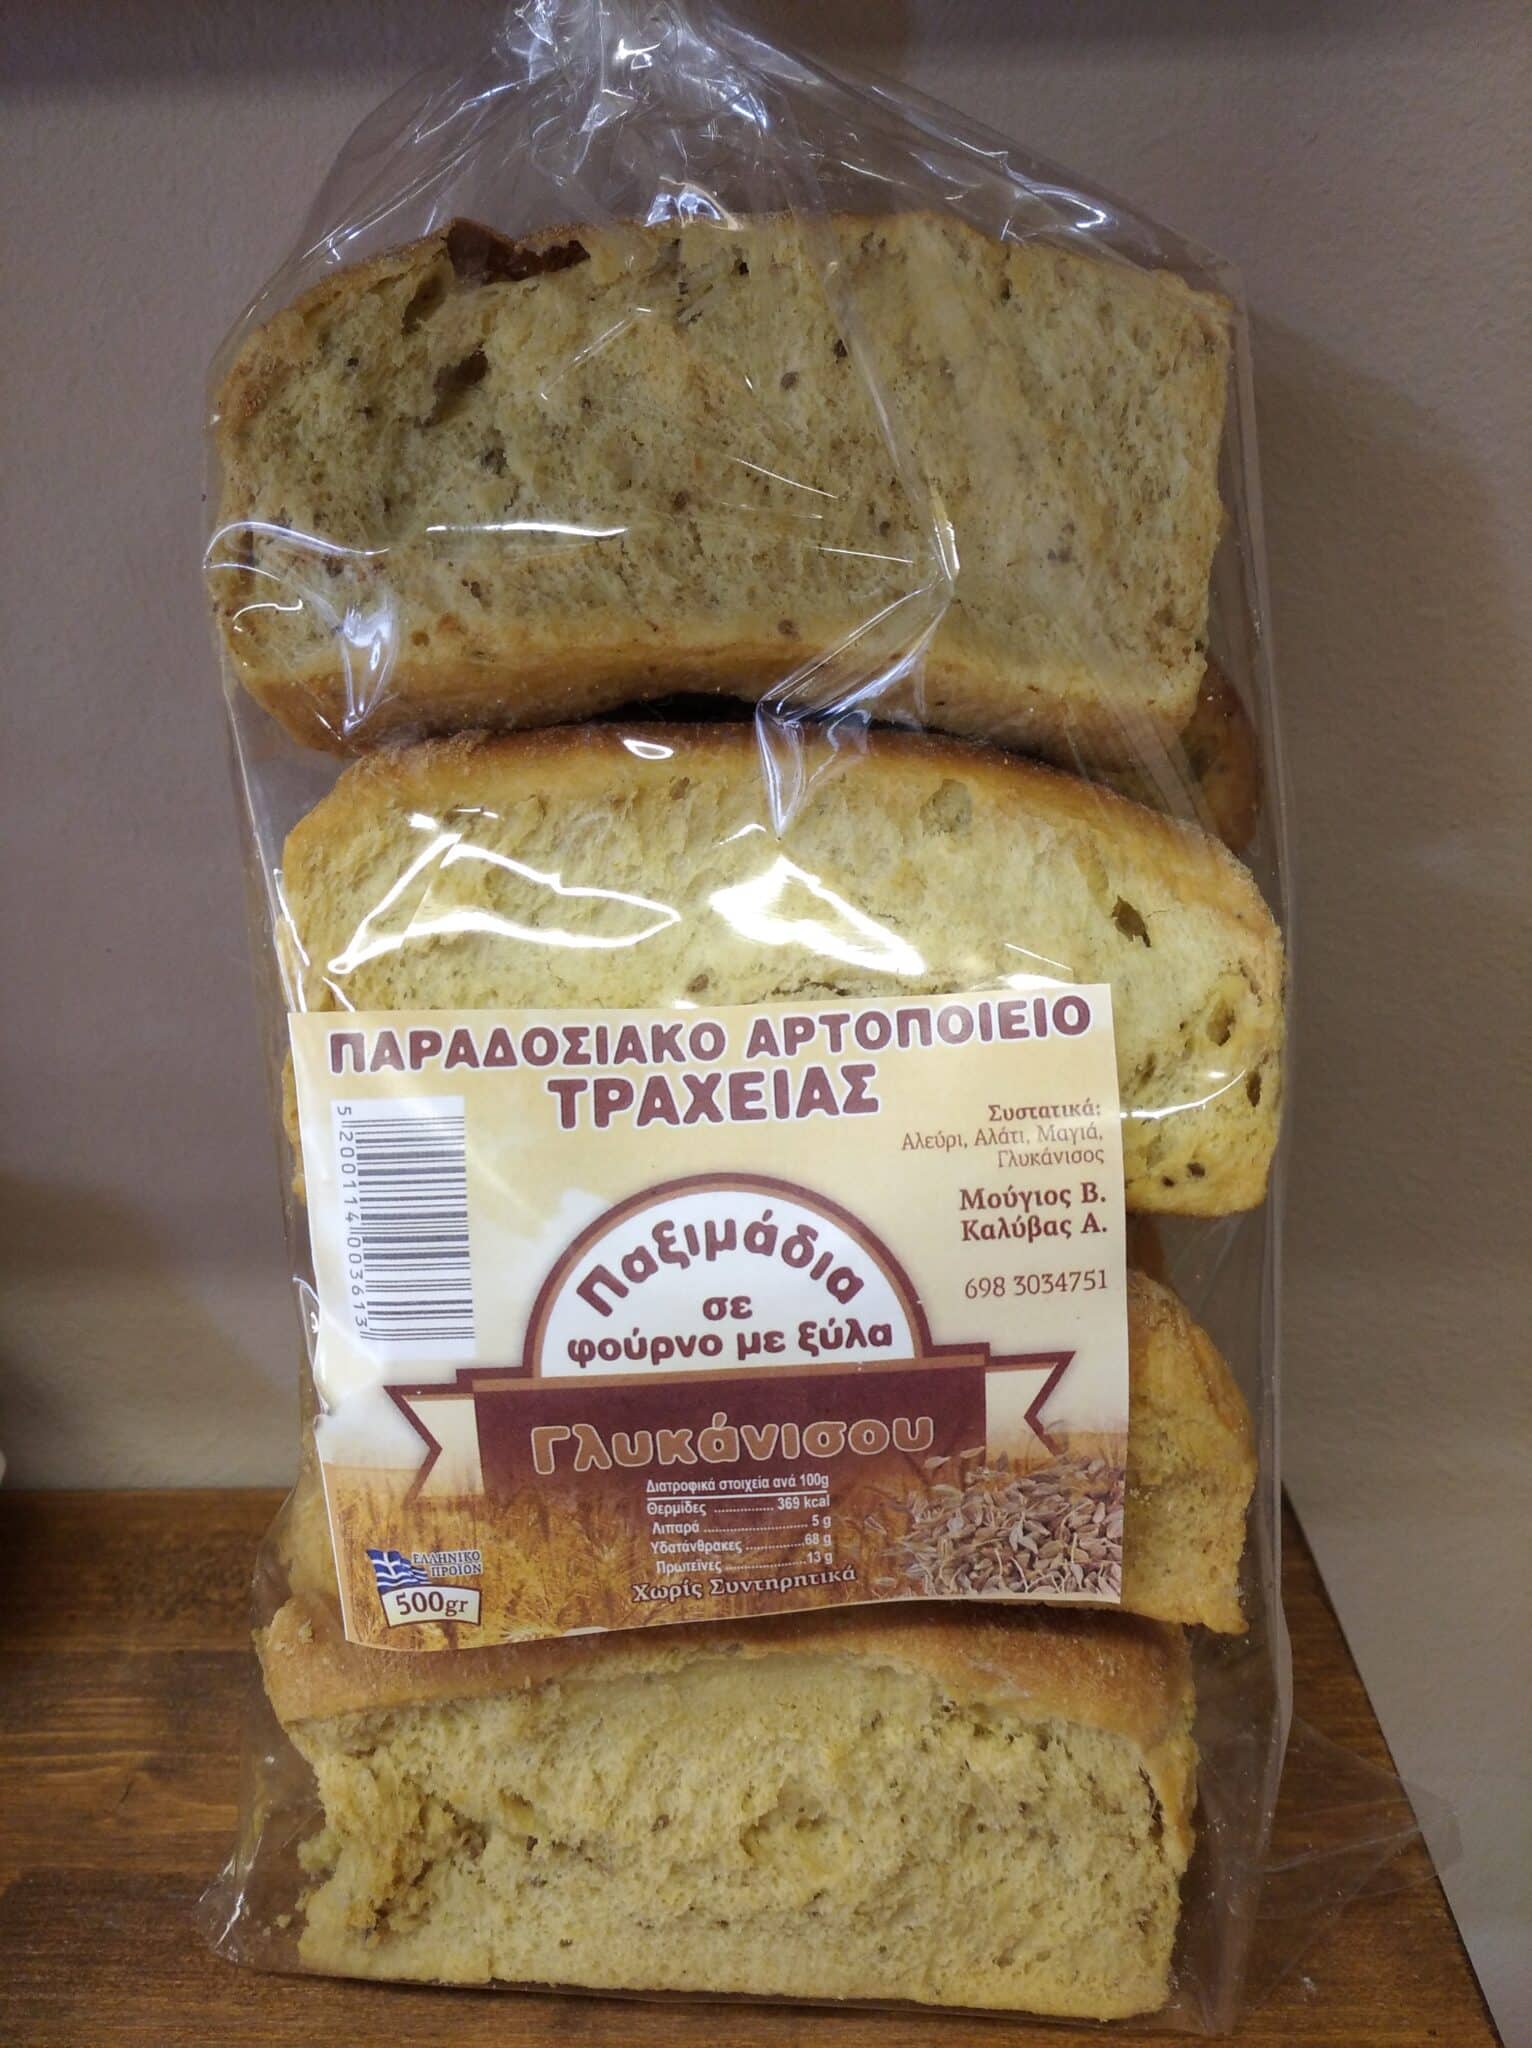 ΠΑΡΑΔΟΣΙΑΚΟ ΑΡΤΟΠΟΙΕΙΟ
ΤΡΑΧΕΙΑΣ
5 200114 003613
Συστατικά:
Αλεύρι, Αλάτι, Μαγιά,
Γλυκάνισος
Μούγιος Β.
Καλύβας Α.
698 3034751
Παξιμάδια
σε
φούρνο με ξύλα
Γλυκάνισου
Διατροφικά στοιχεία ανά 100g
Θερμίδες ............... 369 kcal
Λιπαρά ......................... 5 g
Υδατάνθρακες ..............68 g
Πρωτεΐνες ...................13 g
Χωρίς Συντηρητικά
ΕΛΛΗΝΙΚΟ
ΠΡΟΪΟΝ
500gr